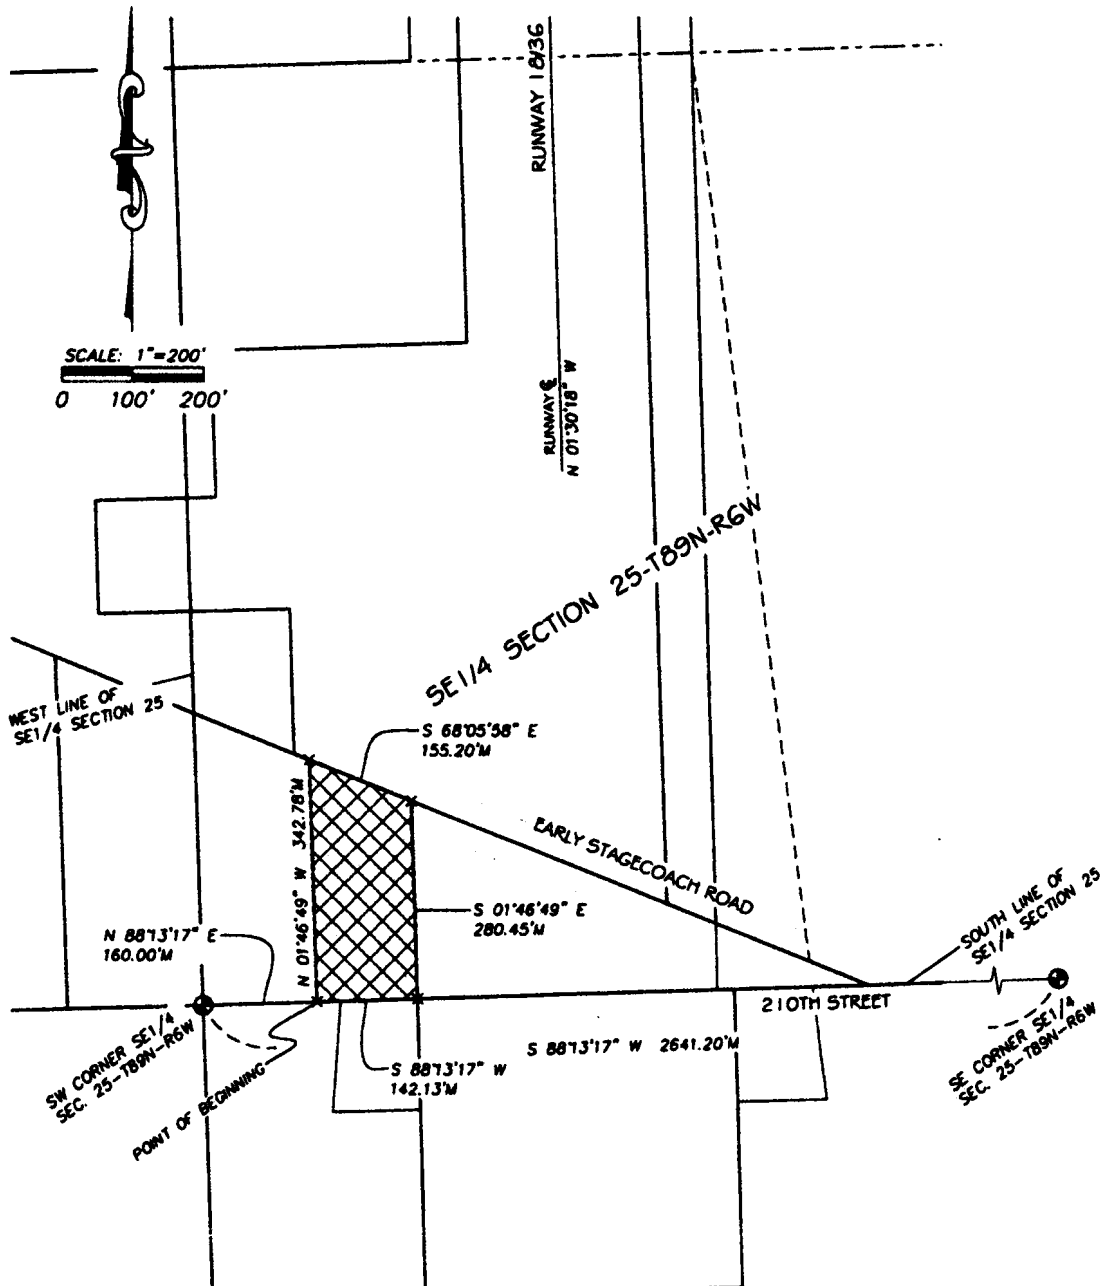 RUNWAY 18/36
SCALE: 1"=200'
0 100' 200'
RUNWAY ℄
N 01°30'18" W
SE1/4 SECTION 25-T89N-R6W
WEST LINE OF
SE1/4 SECTION 25
S 68°05'58" E
155.20'M
N 01°46'49" W 342.78'M
EARLY STAGECOACH ROAD
S 01°46'49" E
280.45'M
N 88°13'17" E
160.00'M
SOUTH LINE OF
SE1/4 SECTION 25
210TH STREET
S 88°13'17" W 2641.20'M
SW CORNER SE1/4
SEC. 25-T89N-R6W
POINT OF BEGINNING
S 88°13'17" W
142.13'M
SE CORNER SE1/4
SEC. 25-T89N-R6W